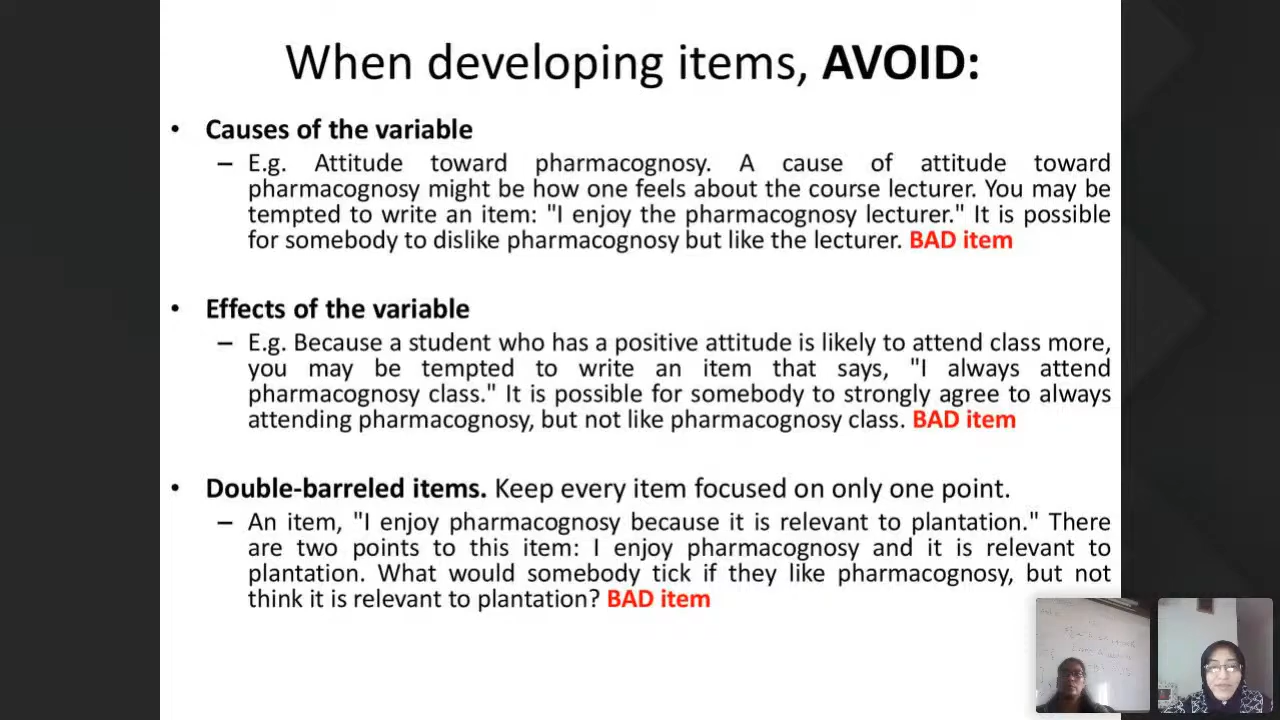 When developing items, AVOID:
• Causes of the variable
– E.g. Attitude toward pharmacognosy. A cause of attitude toward
pharmacognosy might be how one feels about the course lecturer. You may be
tempted to write an item: "I enjoy the pharmacognosy lecturer." It is possible
for somebody to dislike pharmacognosy but like the lecturer. BAD item
• Effects of the variable
– E.g. Because a student who has a positive attitude is likely to attend class more,
you may be tempted to write an item that says, "I always attend
pharmacognosy class." It is possible for somebody to strongly agree to always
attending pharmacognosy, but not like pharmacognosy class. BAD item
• Double-barreled items. Keep every item focused on only one point.
– An item, "I enjoy pharmacognosy because it is relevant to plantation." There
are two points to this item: I enjoy pharmacognosy and it is relevant to
plantation. What would somebody tick if they like pharmacognosy, but not
think it is relevant to plantation? BAD item